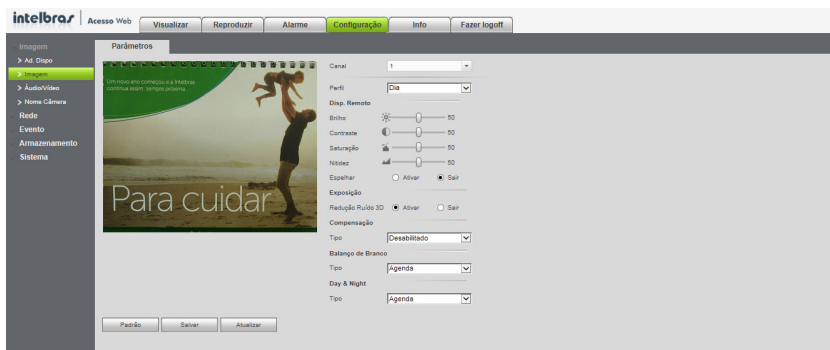 intelbras Acesso Web Visualizar Reproduzir Alarme Configuração Info Fazer logoff
Imagem
> Ad. Dispo
> Imagem
> Áudio/Vídeo
> Nome Câmera
Rede
Evento
Armazenamento
Sistema
Parâmetros
Um novo ano começou e a Intelbras
continua assim: sempre próxima.
Para cuidar
Canal 1
Perfil Dia
Disp. Remoto
Brilho 50
Contraste 50
Saturação 50
Nitidez 50
Espelhar Ativar Sair
Exposição
Redução Ruído 3D Ativar Sair
Compensação
Tipo Desabilitado
Balanço de Branco
Tipo Agenda
Day & Night
Tipo Agenda
Padrão Salvar Atualizar